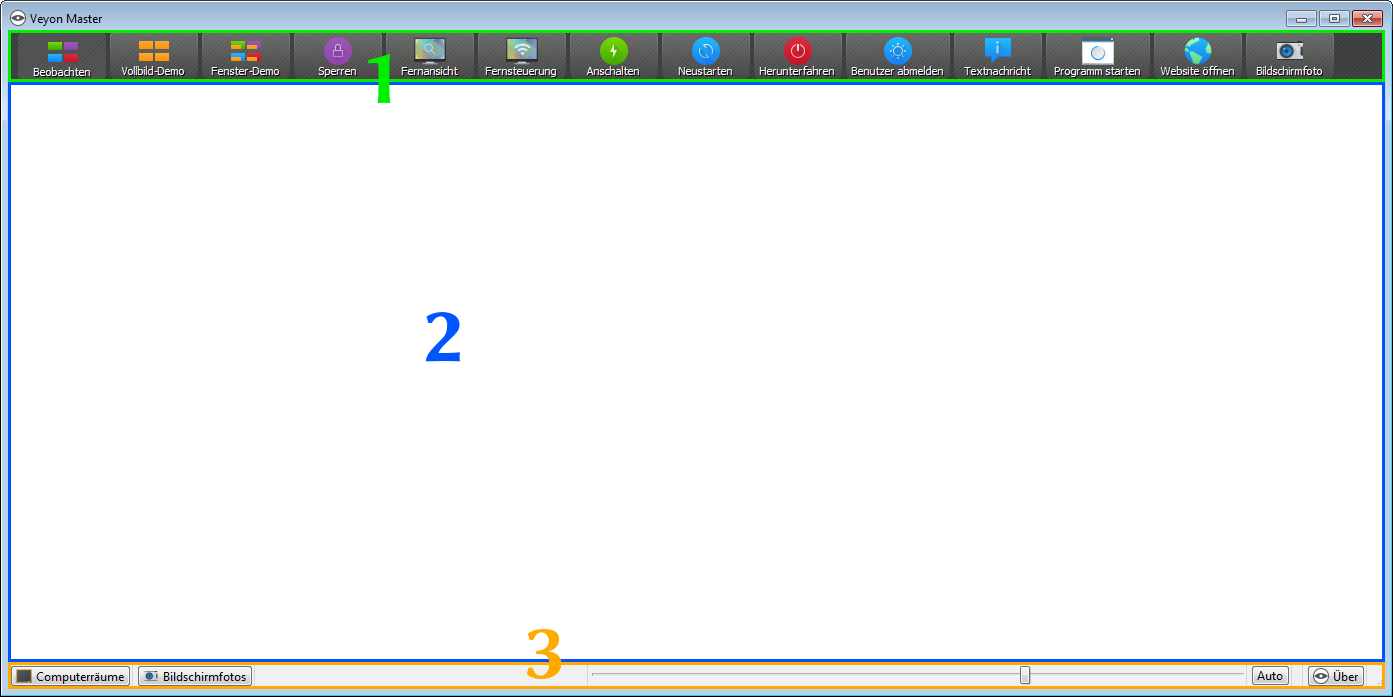 Veyon Master
Beobachten Vollbild-Demo Fenster-Demo Sperren Fernansicht Fernsteuerung Anschalten Neustarten Herunterfahren Benutzer abmelden Textnachricht Programm starten Website öffnen Bildschirmfoto
1
2
3
Computerräume Bildschirmfotos Auto Über